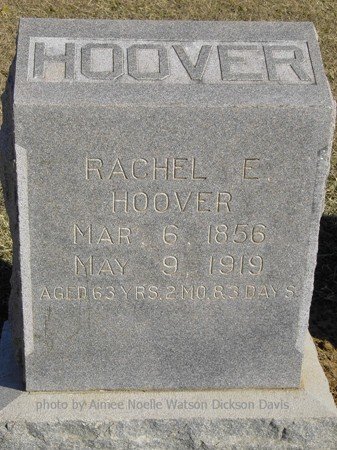 HOOVER
RACHEL E.
HOOVER
MAR. 6, 1856
MAY 9, 1919
AGED 63 YRS. 2 MO. & 3 DAYS
photo by Aimee Noelle Watson Dickson Davis